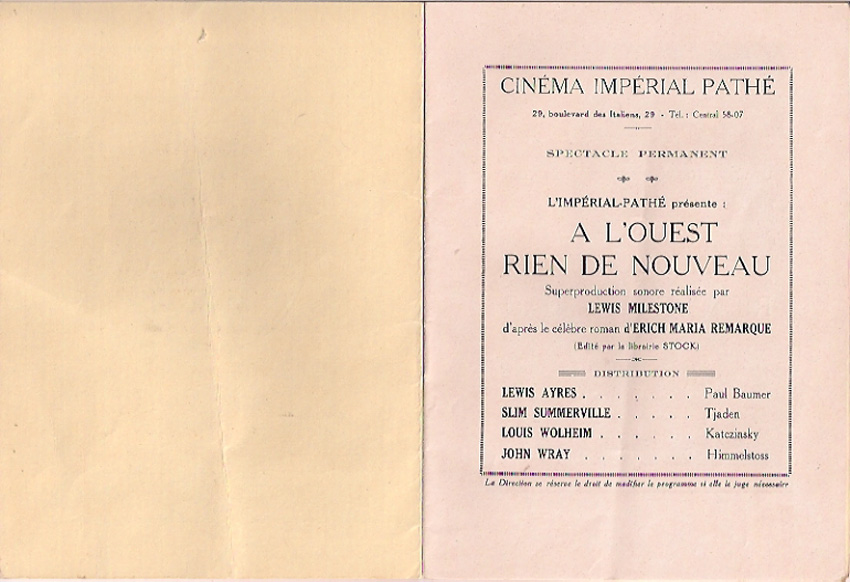 CINÉMA IMPÉRIAL PATHÉ
29, boulevard des Italiens, 29 - Tel. : Central 58-07
SPECTACLE PERMANENT
L'IMPÉRIAL-PATHÉ présente :
A L'OUEST
RIEN DE NOUVEAU
Superproduction sonore réalisée par
LEWIS MILESTONE
d'après le célèbre roman d'ERICH MARIA REMARQUE
(Edité par la librairie STOCK)
DISTRIBUTION
LEWIS AYRES . . . . . . . Paul Baumer
SLIM SUMMERVILLE . . . . . Tjaden
LOUIS WOLHEIM . . . . . . Katczinsky
JOHN WRAY . . . . . . . Himmelstoss
La Direction se réserve le droit de modifier le programme si elle le juge nécessaire